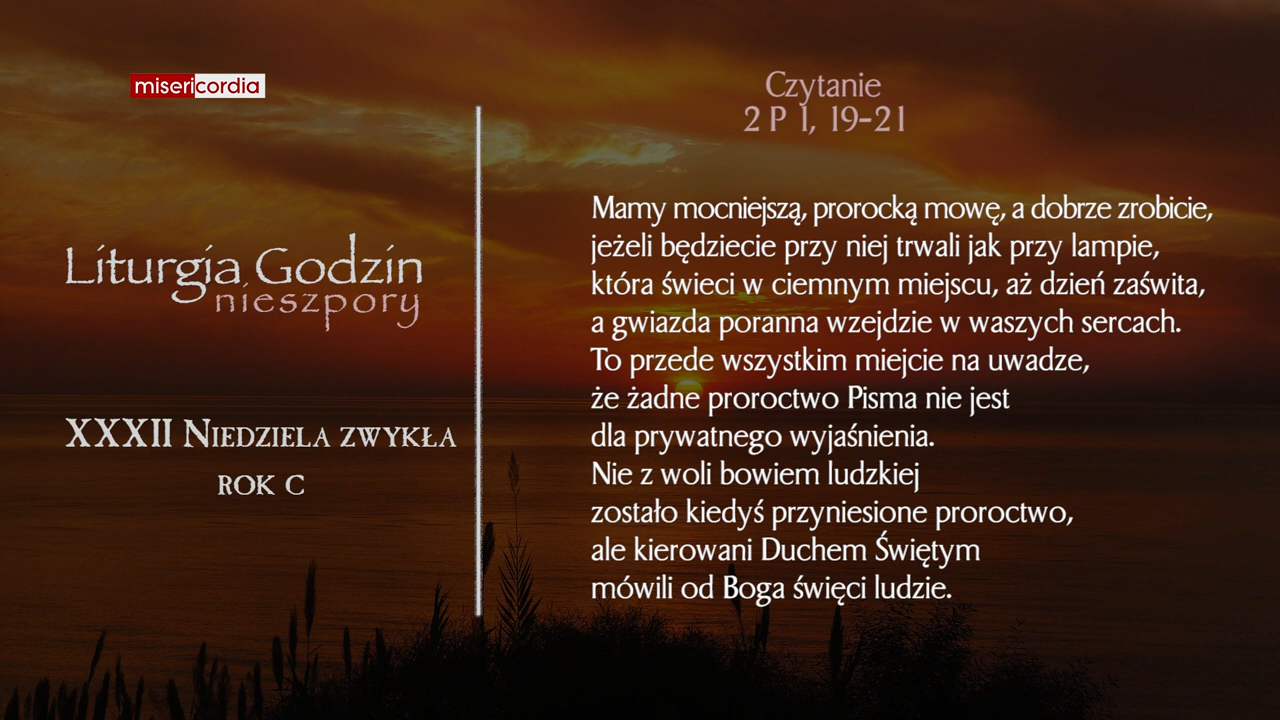 misericordia
Liturgia Godzin
nieszpory
XXXII Niedziela zwykła
rok C
Czytanie
2 P 1, 19-21
Mamy mocniejszą, prorocką mowę, a dobrze zrobicie,
jeżeli będziecie przy niej trwali jak przy lampie,
która świeci w ciemnym miejscu, aż dzień zaświta,
a gwiazda poranna wzejdzie w waszych sercach.
To przede wszystkim miejcie na uwadze,
że żadne proroctwo Pisma nie jest
dla prywatnego wyjaśnienia.
Nie z woli bowiem ludzkiej
zostało kiedyś przyniesione proroctwo,
ale kierowani Duchem Świętym
mówili od Boga święci ludzie.